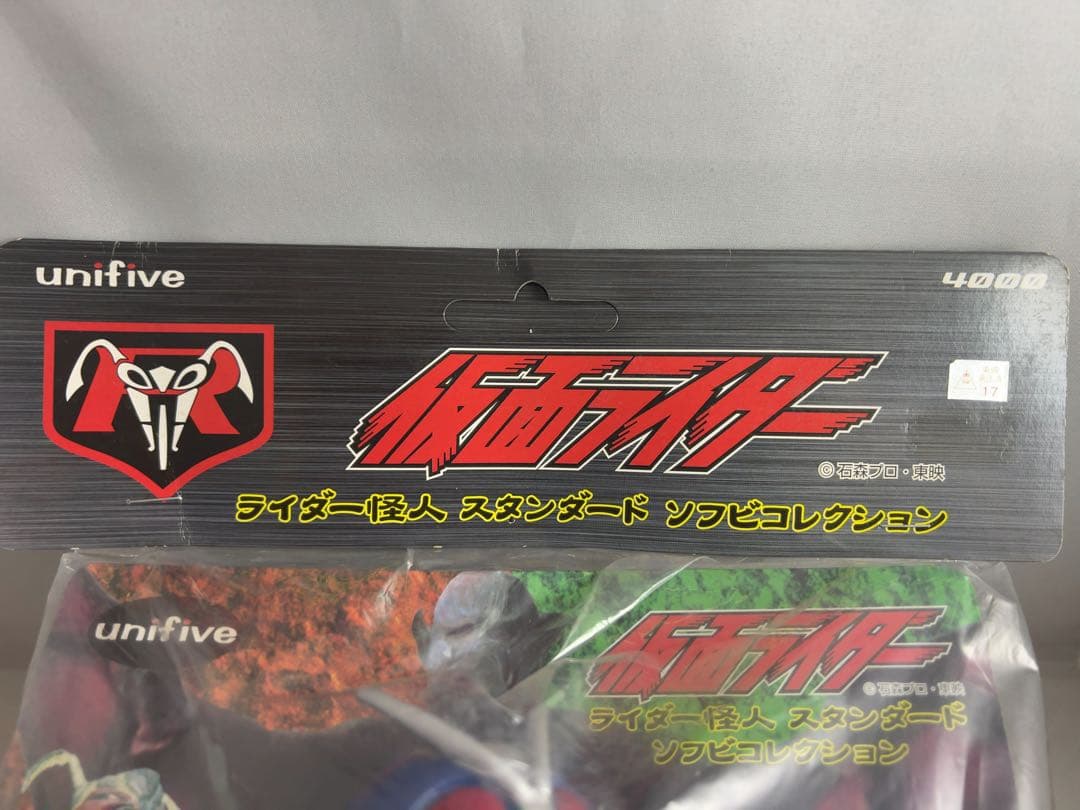 unifive
4000
仮面ライダー
17
©石森プロ・東映
ライダー怪人 スタンダード ソフビコレクション
unifive
仮面ライダー
©石森プロ・東映
ライダー怪人 スタンダード
ソフビコレクション